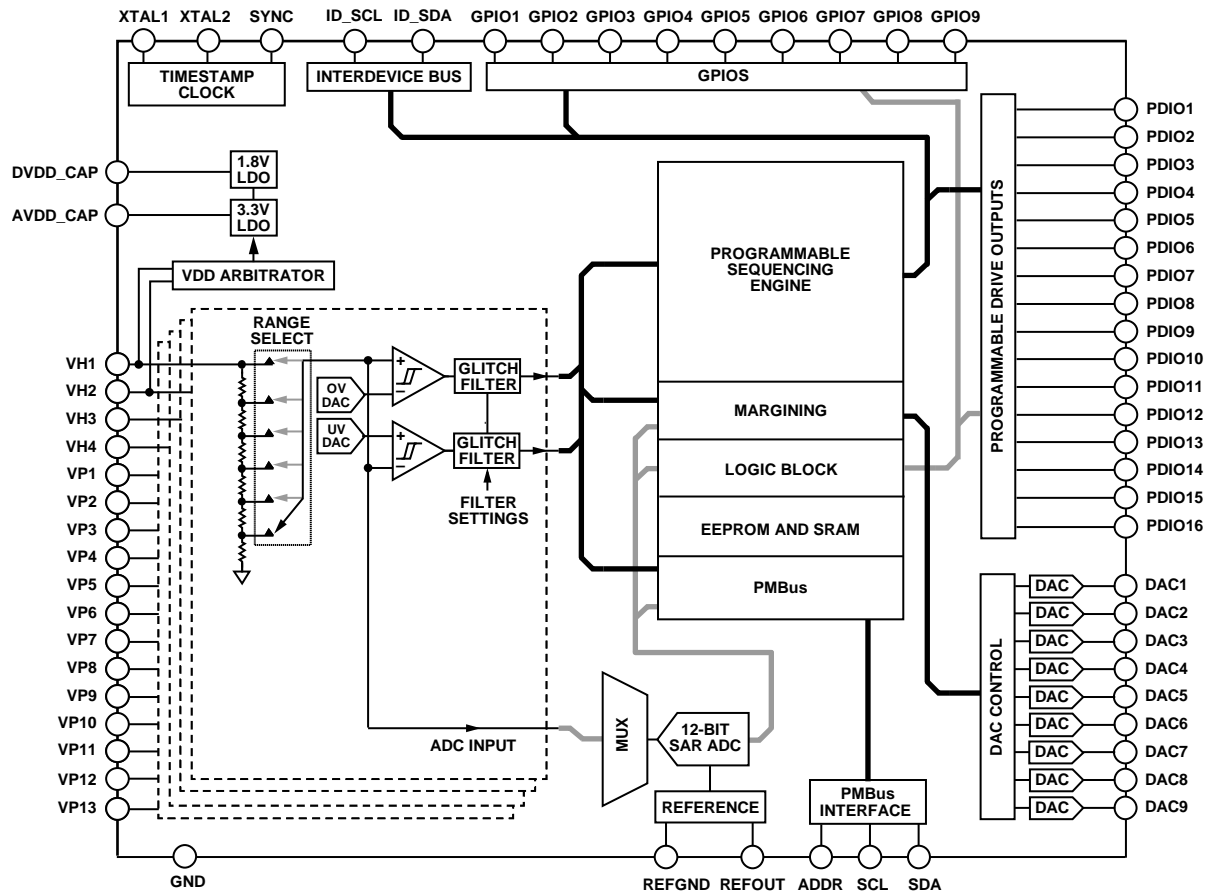 XTAL1 XTAL2 SYNC ID_SCL ID_SDA GPIO1 GPIO2 GPIO3 GPIO4 GPIO5 GPIO6 GPIO7 GPIO8 GPIO9
TIMESTAMP
CLOCK
INTERDEVICE BUS
GPIOS
DVDD_CAP
AVDD_CAP
1.8V
LDO
3.3V
LDO
VDD ARBITRATOR
VH1
VH2
VH3
VH4
VP1
VP2
VP3
VP4
VP5
VP6
VP7
VP8
VP9
VP10
VP11
VP12
VP13
RANGE
SELECT
OV
DAC
UV
DAC
+
−
+
−
GLITCH
FILTER
GLITCH
FILTER
FILTER
SETTINGS
ADC INPUT
PROGRAMMABLE
SEQUENCING
ENGINE
MARGINING
LOGIC BLOCK
EEPROM AND SRAM
PMBus
MUX
12-BIT
SAR ADC
REFERENCE
PMBus
INTERFACE
PROGRAMMABLE DRIVE OUTPUTS
PDIO1
PDIO2
PDIO3
PDIO4
PDIO5
PDIO6
PDIO7
PDIO8
PDIO9
PDIO10
PDIO11
PDIO12
PDIO13
PDIO14
PDIO15
PDIO16
DAC CONTROL
DAC DAC1
DAC DAC2
DAC DAC3
DAC DAC4
DAC DAC5
DAC DAC6
DAC DAC7
DAC DAC8
DAC DAC9
GND
REFGND REFOUT ADDR SCL SDA